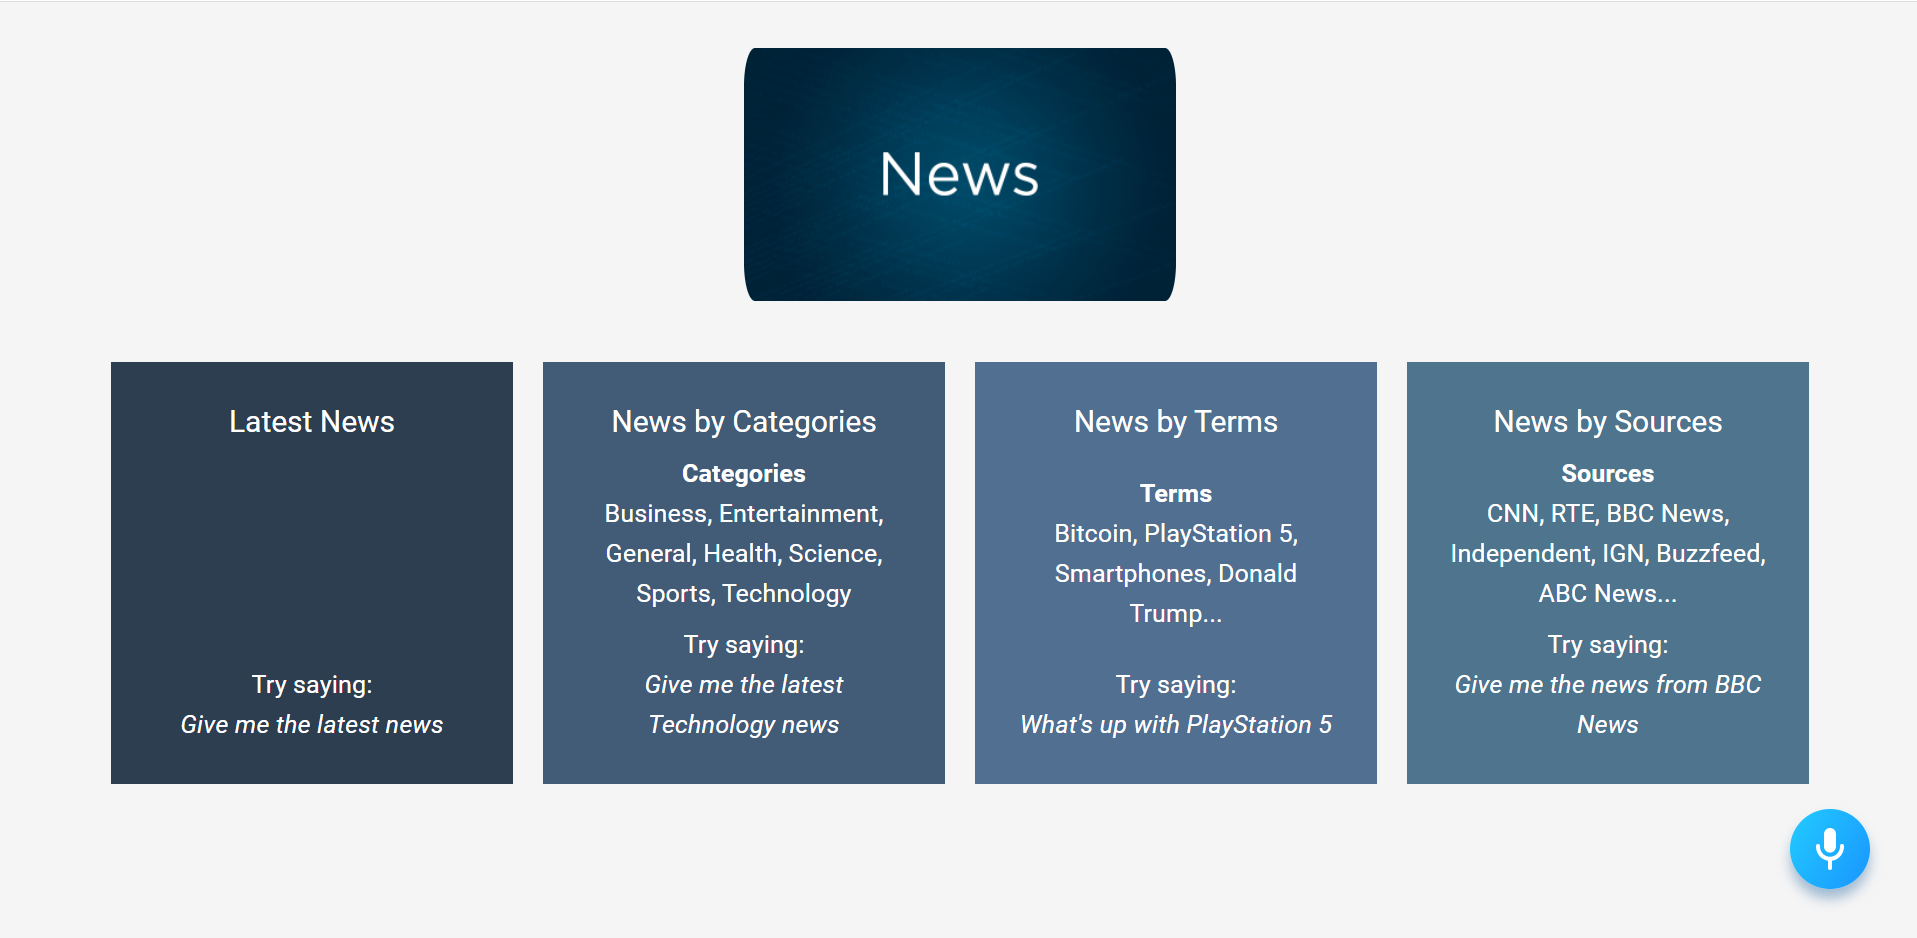 News
Latest News
Try saying:
Give me the latest news
News by Categories
Categories
Business, Entertainment,
General, Health, Science,
Sports, Technology
Try saying:
Give me the latest
Technology news
News by Terms
Terms
Bitcoin, PlayStation 5,
Smartphones, Donald
Trump...
Try saying:
What's up with PlayStation 5
News by Sources
Sources
CNN, RTE, BBC News,
Independent, IGN, Buzzfeed,
ABC News...
Try saying:
Give me the news from BBC
News